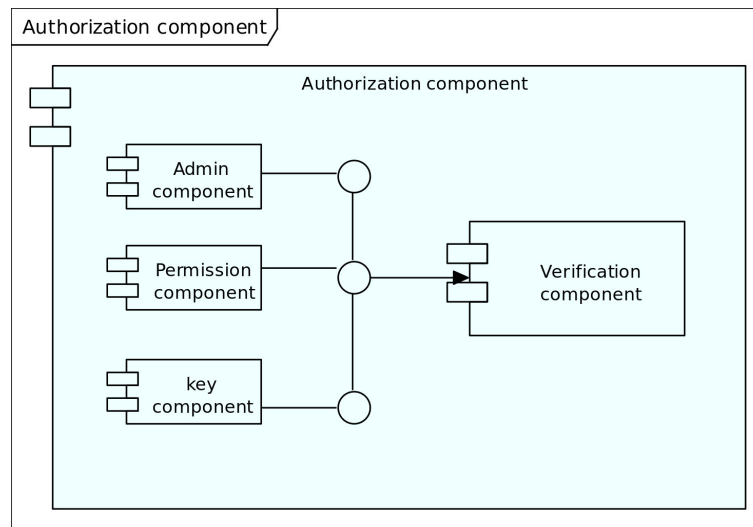 Authorization component
Authorization component
Admin
component
Permission
component
key
component
Verification
component